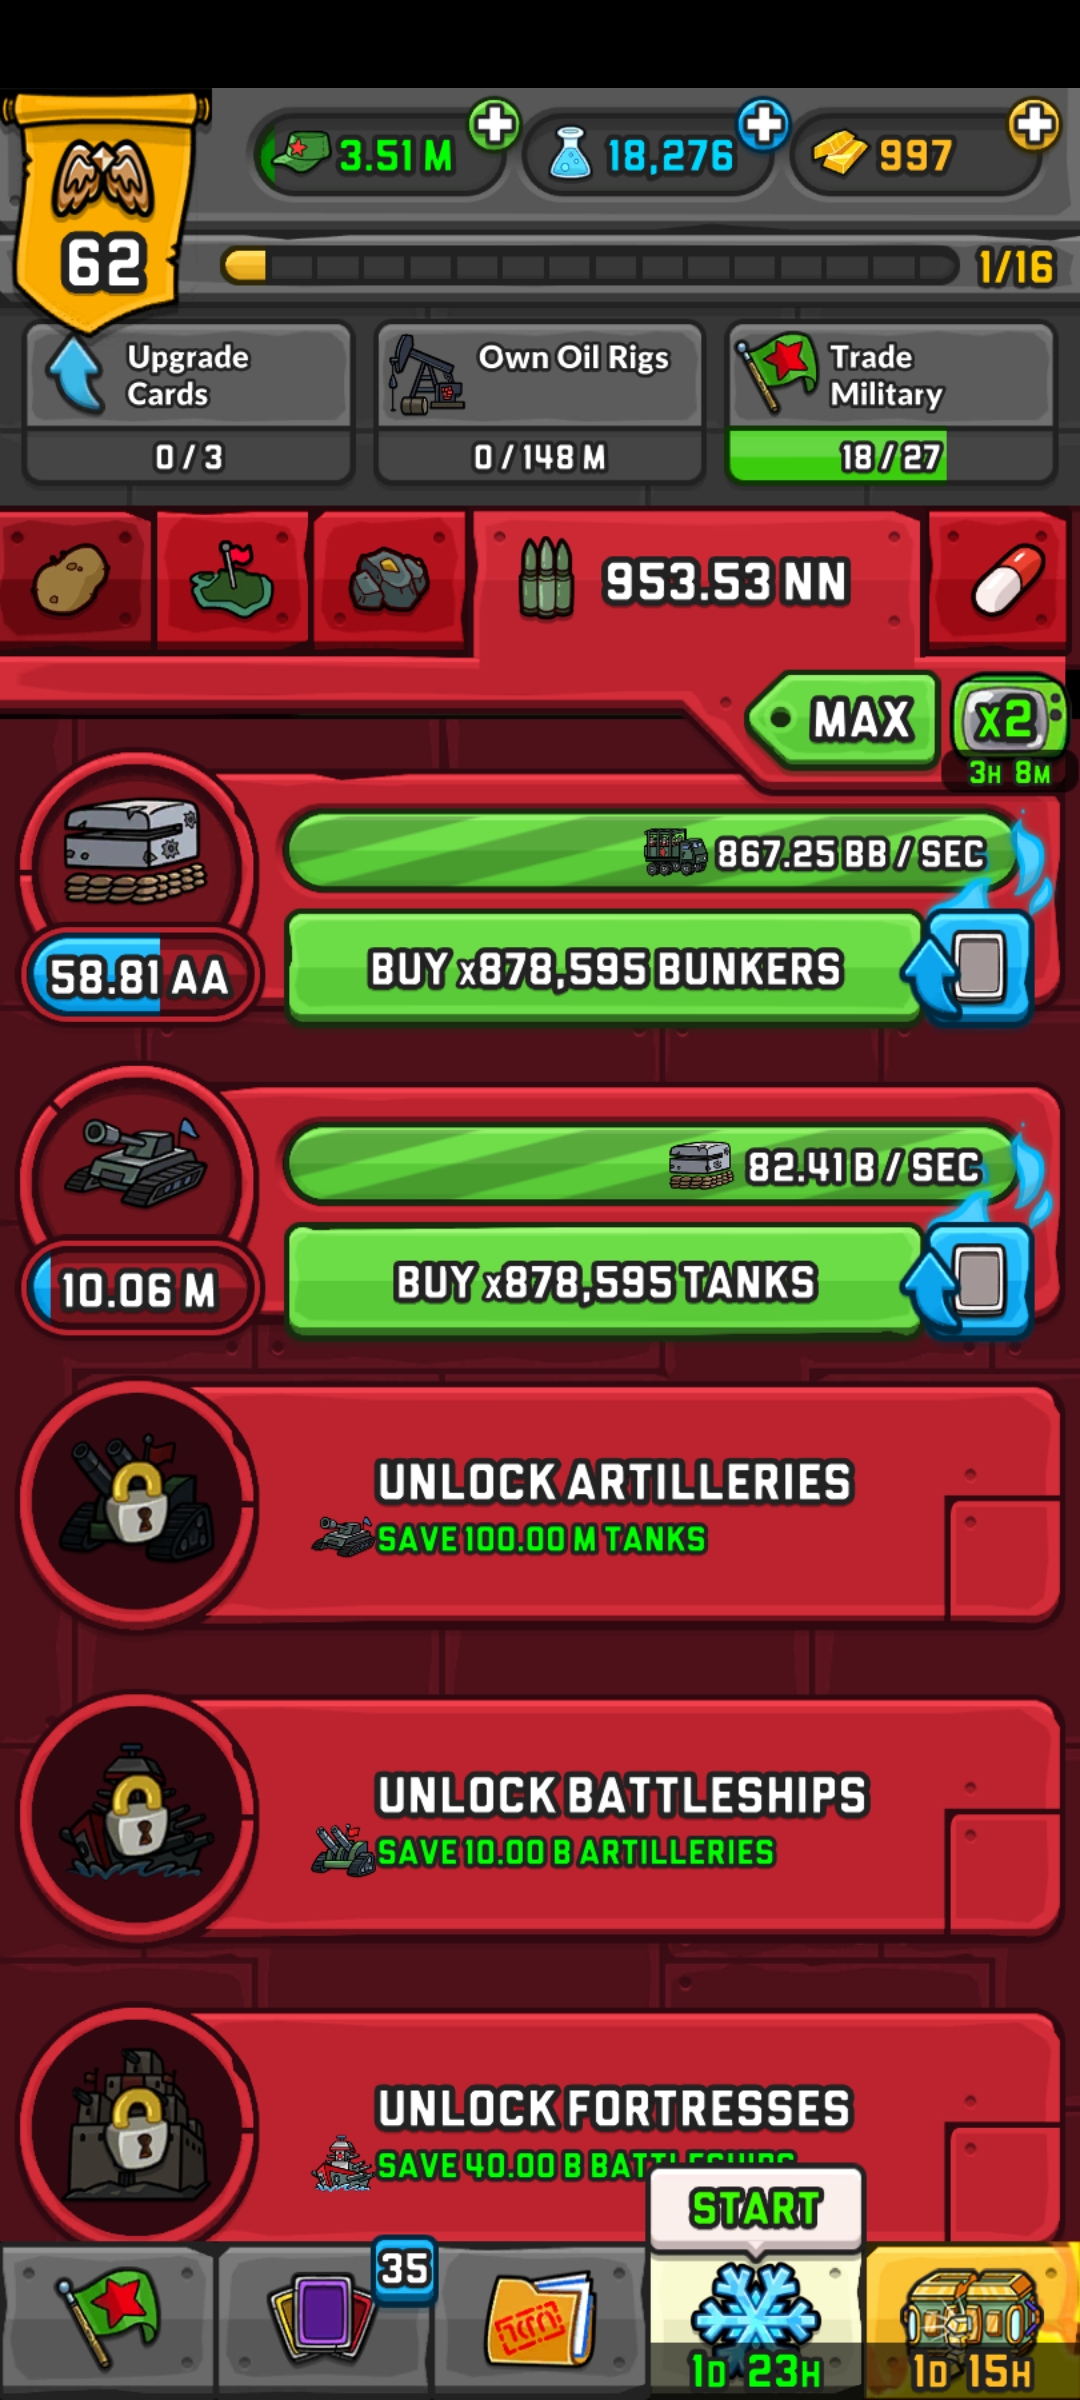 3.51 M
18,276
997
62
1/16
Upgrade
Cards
0 / 3
Own Oil Rigs
0 / 148 M
Trade
Military
18 / 27
953.53 NN
MAX
x2
3H 8M
867.25 BB / SEC
58.81 AA
BUY x878,595 BUNKERS
82.41 B / SEC
10.06 M
BUY x878,595 TANKS
UNLOCK ARTILLERIES
SAVE 100.00 M TANKS
UNLOCK BATTLESHIPS
SAVE 10.00 B ARTILLERIES
UNLOCK FORTRESSES
SAVE 40.00 B BATTLESHIPS
START
35
1D 23H
1D 15H